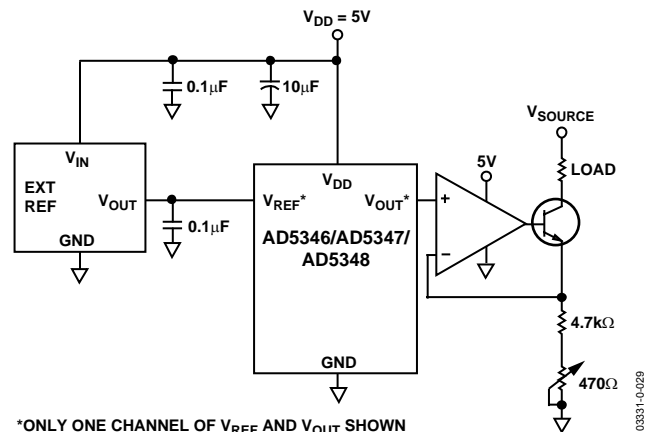 V_DD = 5V
0.1μF
10μF
V_SOURCE
LOAD
5V
EXT
REF
V_IN
V_OUT
GND
0.1μF
V_DD
V_REF*
V_OUT*
AD5346/AD5347/
AD5348
GND
+
–
4.7kΩ
470Ω
*ONLY ONE CHANNEL OF V_REF AND V_OUT SHOWN
03331-0-029